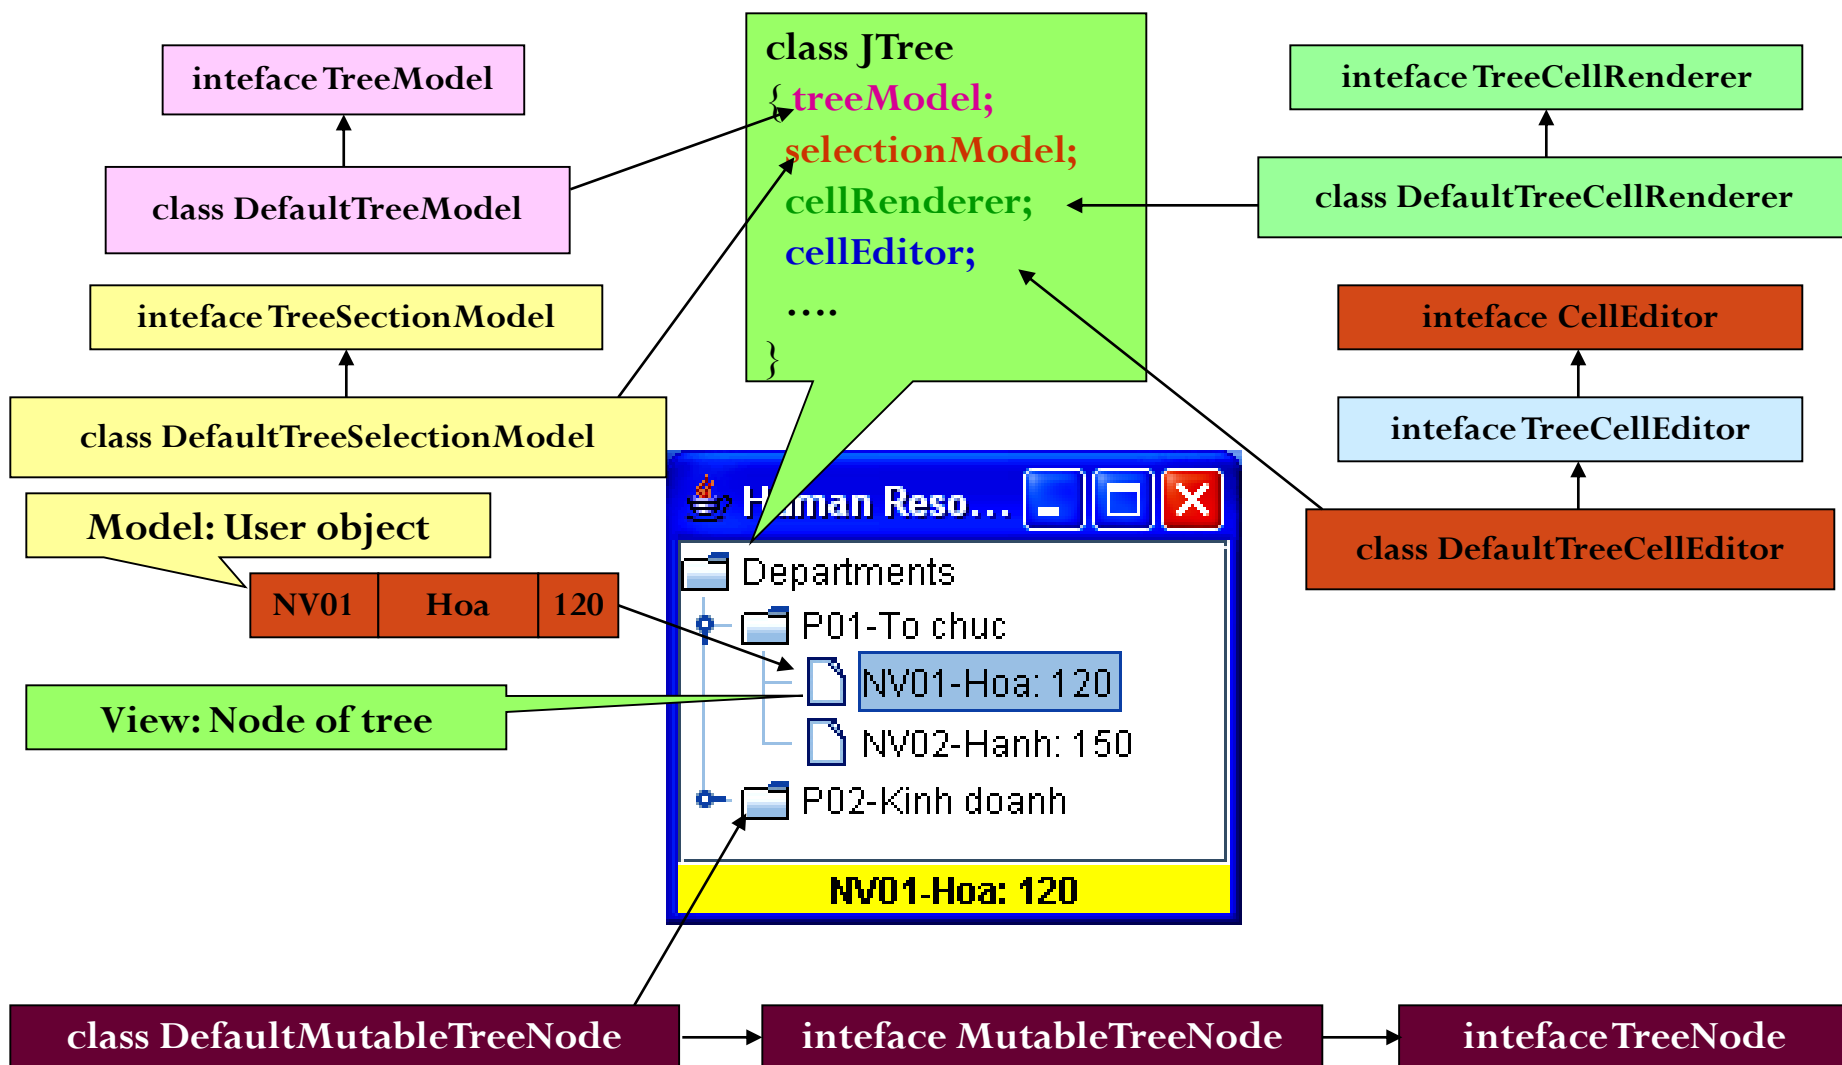 class JTree
{ treeModel;
selectionModel;
cellRenderer;
cellEditor;
....
}
inteface TreeModel
class DefaultTreeModel
inteface TreeSectionModel
class DefaultTreeSelectionModel
inteface TreeCellRenderer
class DefaultTreeCellRenderer
inteface CellEditor
inteface TreeCellEditor
class DefaultTreeCellEditor
Model: User object
NV01 Hoa 120
View: Node of tree
Human Reso...
Departments
P01-To chuc
NV01-Hoa: 120
NV02-Hanh: 150
P02-Kinh doanh
NV01-Hoa: 120
class DefaultMutableTreeNode
inteface MutableTreeNode
inteface TreeNode